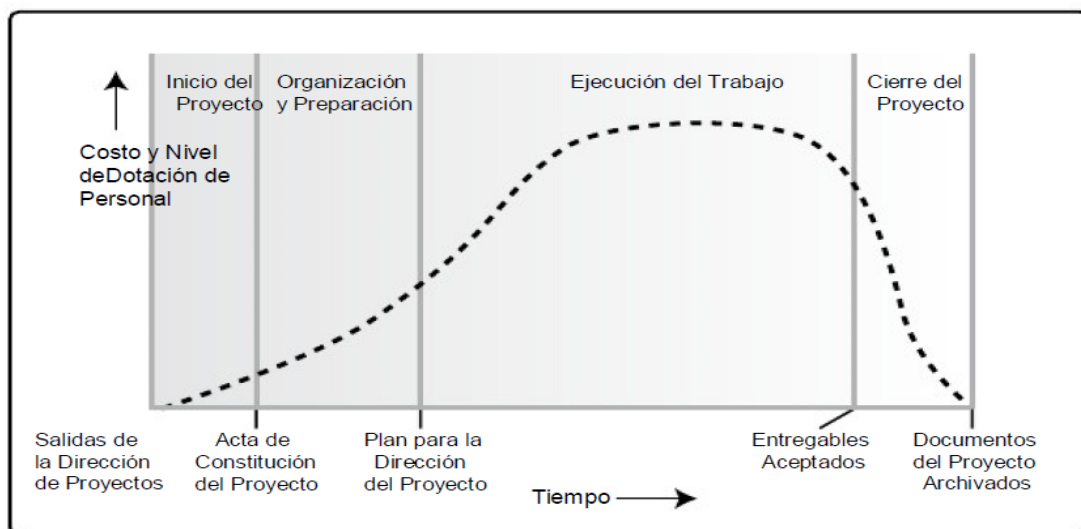 Inicio del
Proyecto
Organización
y Preparación
Ejecución del Trabajo
Cierre del
Proyecto
Costo y Nivel
deDotación de
Personal
Salidas de
la Dirección
de Proyectos
Acta de
Constitución
del Proyecto
Plan para la
Dirección
del Proyecto
Entregables
Aceptados
Documentos
del Proyecto
Archivados
Tiempo